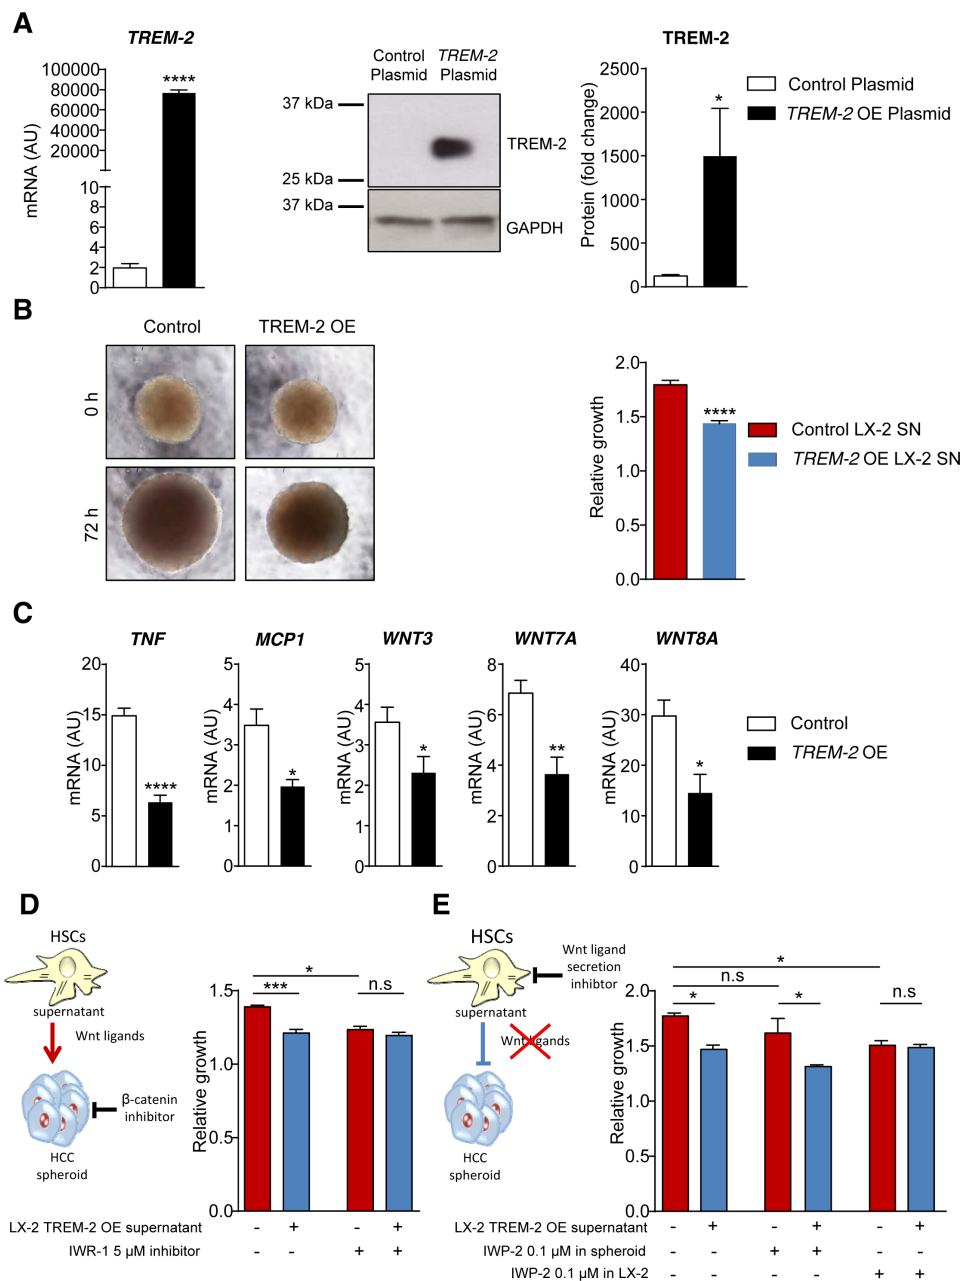 A
TREM-2
mRNA (AU)
100000
80000
60000
40000
20000
10
8
6
4
2
0
****
Control Plasmid
TREM-2 Plasmid
37 kDa
25 kDa
37 kDa
TREM-2
GAPDH
TREM-2
Protein (fold change)
2500
2000
1500
1000
500
0
*
Control Plasmid
TREM-2 OE Plasmid
B
Control
TREM-2 OE
0 h
72 h
Relative growth
2.0
1.5
1.0
0.5
0.0
****
Control LX-2 SN
TREM-2 OE LX-2 SN
C
TNF
mRNA (AU)
20
15
10
5
0
****
MCP1
mRNA (AU)
5
4
3
2
1
0
*
WNT3
mRNA (AU)
5
4
3
2
1
0
*
WNT7A
mRNA (AU)
8
6
4
2
0
**
WNT8A
mRNA (AU)
40
30
20
10
0
*
Control
TREM-2 OE
D
HSCs
supernatant
Wnt ligands
β-catenin
inhibitor
HCC
spheroid
Relative growth
1.5
1.0
0.5
0.0
*
***
n.s
LX-2 TREM-2 OE supernatant - + - +
IWR-1 5 µM inhibitor - - + +
E
HSCs
Wnt ligand
secretion
inhibtor
supernatant
Wnt ligands
HCC
spheroid
Relative growth
2.0
1.5
1.0
0.5
0.0
*
n.s
*
*
n.s
LX-2 TREM-2 OE supernatant - + - + - +
IWP-2 0.1 µM in spheroid - - + + - -
IWP-2 0.1 µM in LX-2 - - - - + +